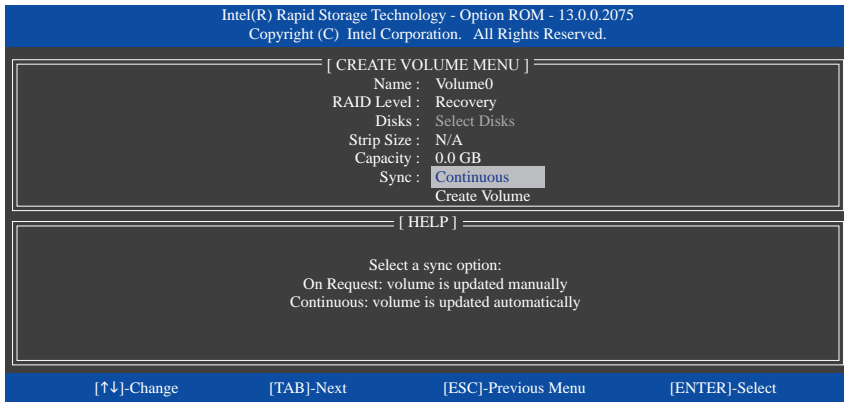 Intel(R) Rapid Storage Technology - Option ROM - 13.0.0.2075
Copyright (C) Intel Corporation. All Rights Reserved.
[ CREATE VOLUME MENU ]
Name : Volume0
RAID Level : Recovery
Disks : Select Disks
Strip Size : N/A
Capacity : 0.0 GB
Sync : Continuous
Create Volume
[ HELP ]
Select a sync option:
On Request: volume is updated manually
Continuous: volume is updated automatically
[↑↓]-Change [TAB]-Next [ESC]-Previous Menu [ENTER]-Select